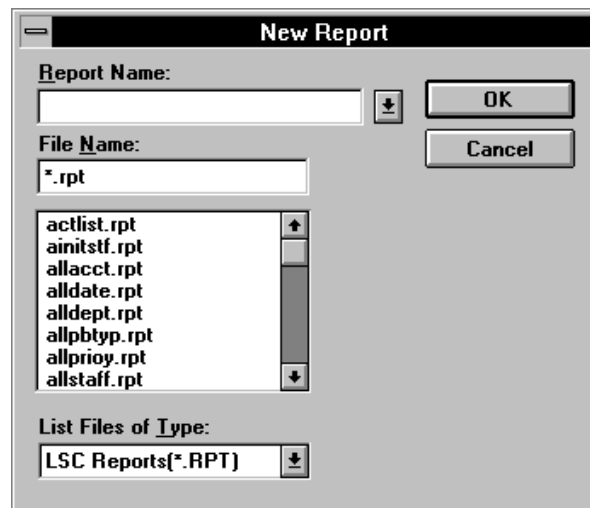 New Report
Report Name:
OK
File Name:
Cancel
*.rpt
actlist.rpt
ainitstf.rpt
allacct.rpt
alldate.rpt
alldept.rpt
allpbtyp.rpt
allprioy.rpt
allstaff.rpt
List Files of Type:
LSC Reports(*.RPT)